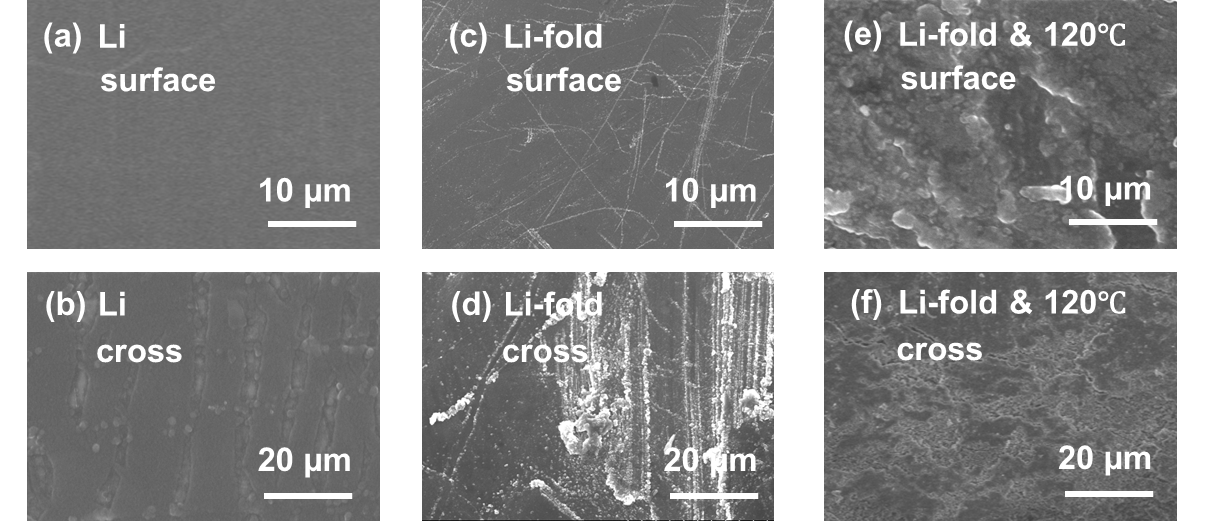 (a) Li
surface
10 μm
(c) Li-fold
surface
10 μm
(e) Li-fold & 120℃
surface
10 μm
(b) Li
cross
20 μm
(d) Li-fold
cross
20 μm
(f) Li-fold & 120℃
cross
20 μm